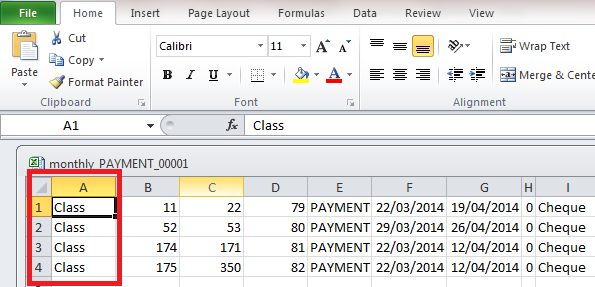 File Home Insert Page Layout Formulas Data Review
Cut
Copy
Format Painter
Paste
Calibri 11
A A
B I U
A
Wrap Text
Merge & Cente
Clipboard Font Alignment
A1 fx Class
monthly_PAYMENT_00001
A B C D E F G H I
1 Class 11 22 79 PAYMENT 22/03/2014 19/04/2014 0 Cheque
2 Class 52 53 80 PAYMENT 29/03/2014 26/04/2014 0 Cheque
3 Class 174 171 81 PAYMENT 22/03/2014 12/04/2014 0 Cheque
4 Class 175 350 82 PAYMENT 22/03/2014 12/04/2014 0 Cheque